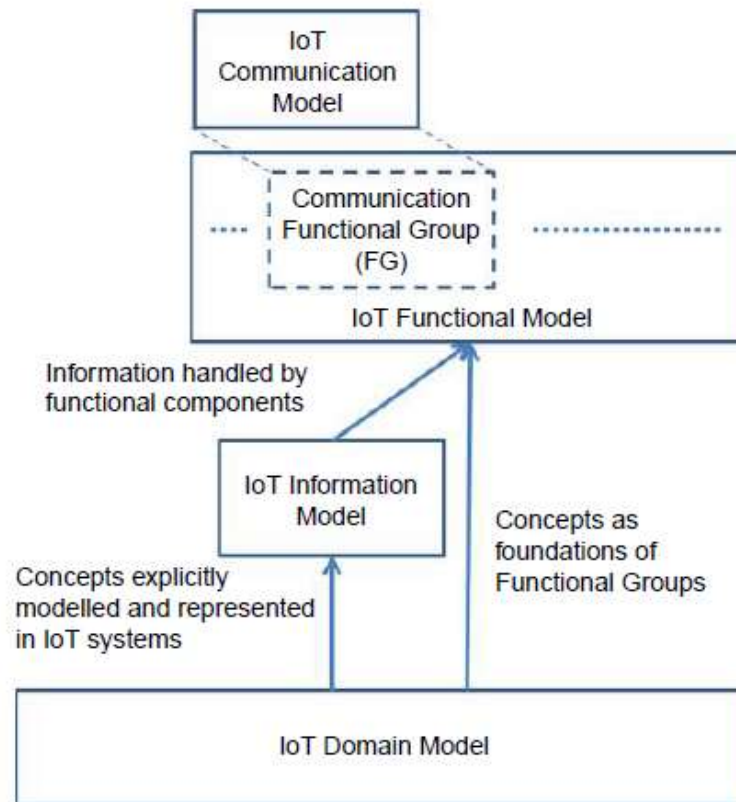 IoT
Communication
Model
Communication
Functional Group
(FG)
IoT Functional Model
Information handled by
functional components
IoT Information
Model
Concepts as
foundations of
Functional Groups
Concepts explicitly
modelled and represented
in IoT systems
IoT Domain Model